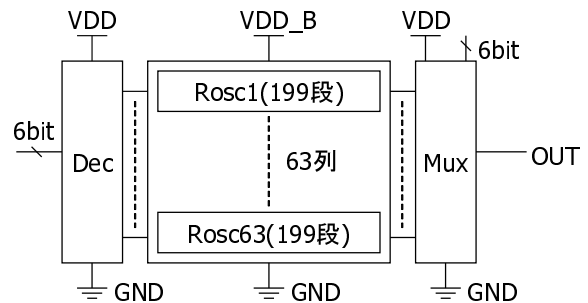 VDD
VDD_B
VDD
6bit
Rosc1(199段)
6bit
Dec
63列
Mux
OUT
Rosc63(199段)
GND
GND
GND